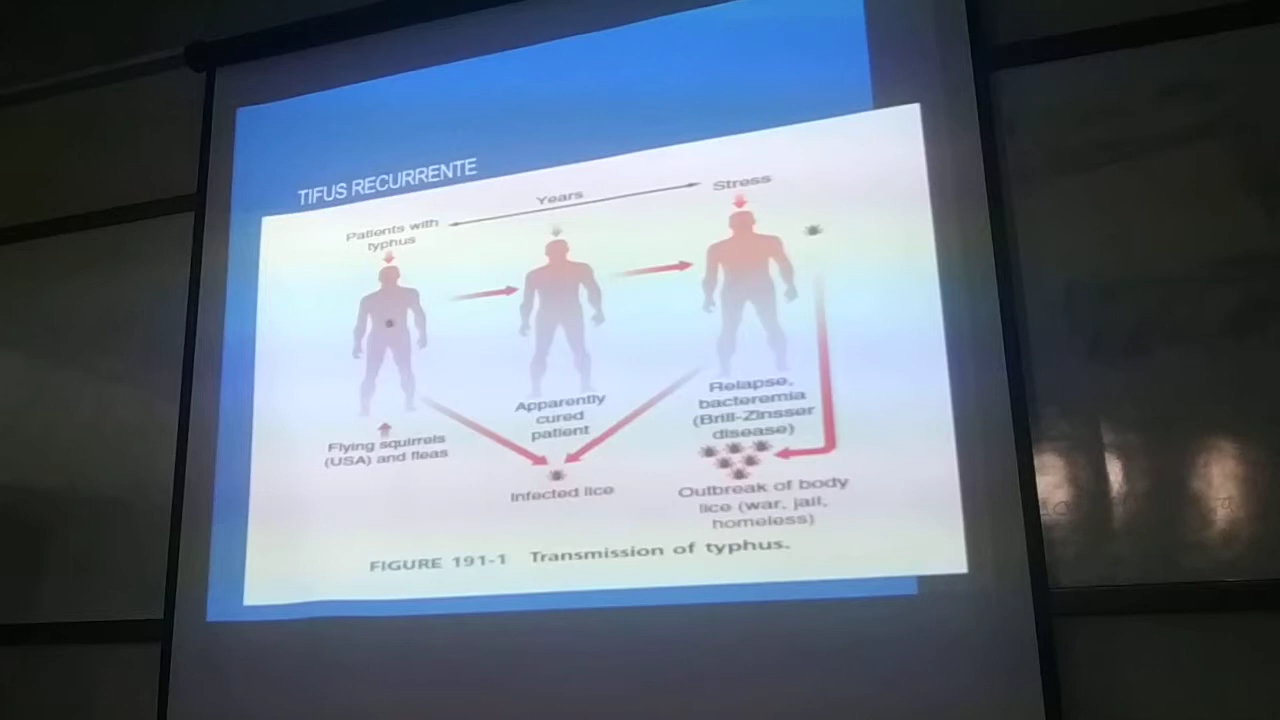 TIFUS RECURRENTE
Years
Stress
Patients with
typhus
Apparently
cured
patient
Relapse,
bacteremia
(Brill-Zinsser
disease)
Flying squirrels
(USA) and fleas
Infected lice
Outbreak of body
lice (war, jail,
homeless)
FIGURE 191-1 Transmission of typhus.